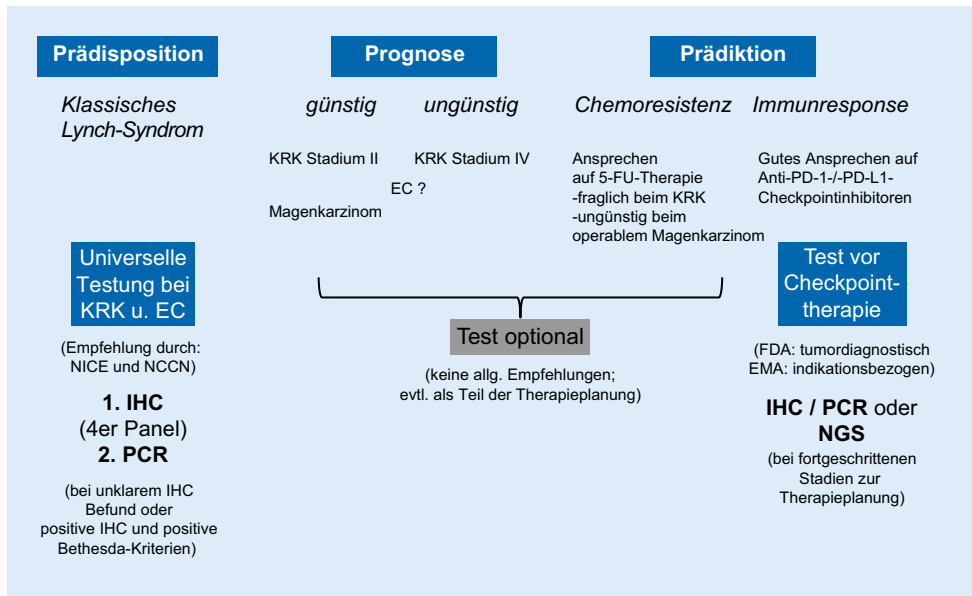 Prädisposition
Klassisches
Lynch-Syndrom
Universelle
Testung bei
KRK u. EC
(Empfehlung durch:
NICE und NCCN)
1. IHC
(4er Panel)
2. PCR
(bei unklarem IHC
Befund oder
positive IHC und positive
Bethesda-Kriterien)
Prognose
günstig
ungünstig
KRK Stadium II
KRK Stadium IV
EC ?
Magenkarzinom
Prädiktion
Chemoresistenz
Immunresponse
Ansprechen
auf 5-FU-Therapie
-fraglich beim KRK
-ungünstig beim
operablem Magenkarzinom
Gutes Ansprechen auf
Anti-PD-1-/-PD-L1-
Checkpointinhibitoren
Test optional
(keine allg. Empfehlungen;
evtl. als Teil der Therapieplanung)
Test vor
Checkpoint-
therapie
(FDA: tumordiagnostisch
EMA: indikationsbezogen)
IHC / PCR oder
NGS
(bei fortgeschrittenen
Stadien zur
Therapieplanung)